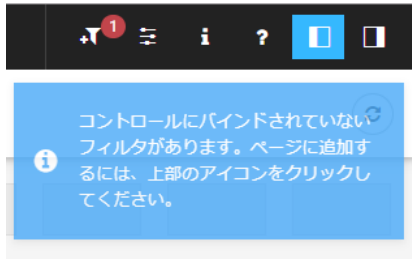 1
i ?
コントロールにバインドされていない
フィルタがあります。ページに追加す
るには、上部のアイコンをクリックし
てください。